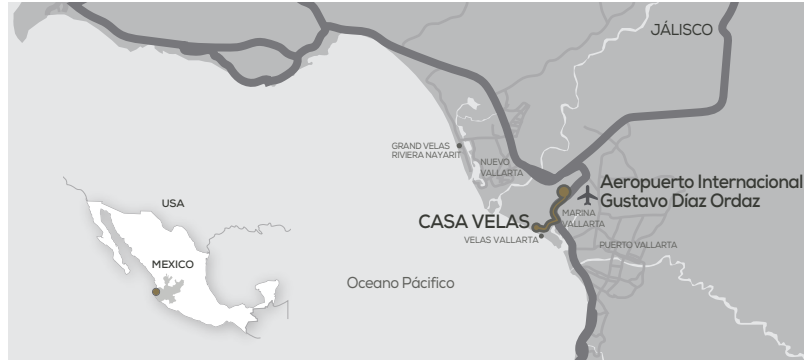 JÁLISCO
GRAND VELAS
RIVIERA NAYARIT
NUEVO
VALLARTA
Aeropuerto Internacional
Gustavo Díaz Ordaz
MARINA
VALLARTA
CASA VELAS
VELAS VALLARTA
PUERTO VALLARTA
USA
MEXICO
Oceano Pácifico